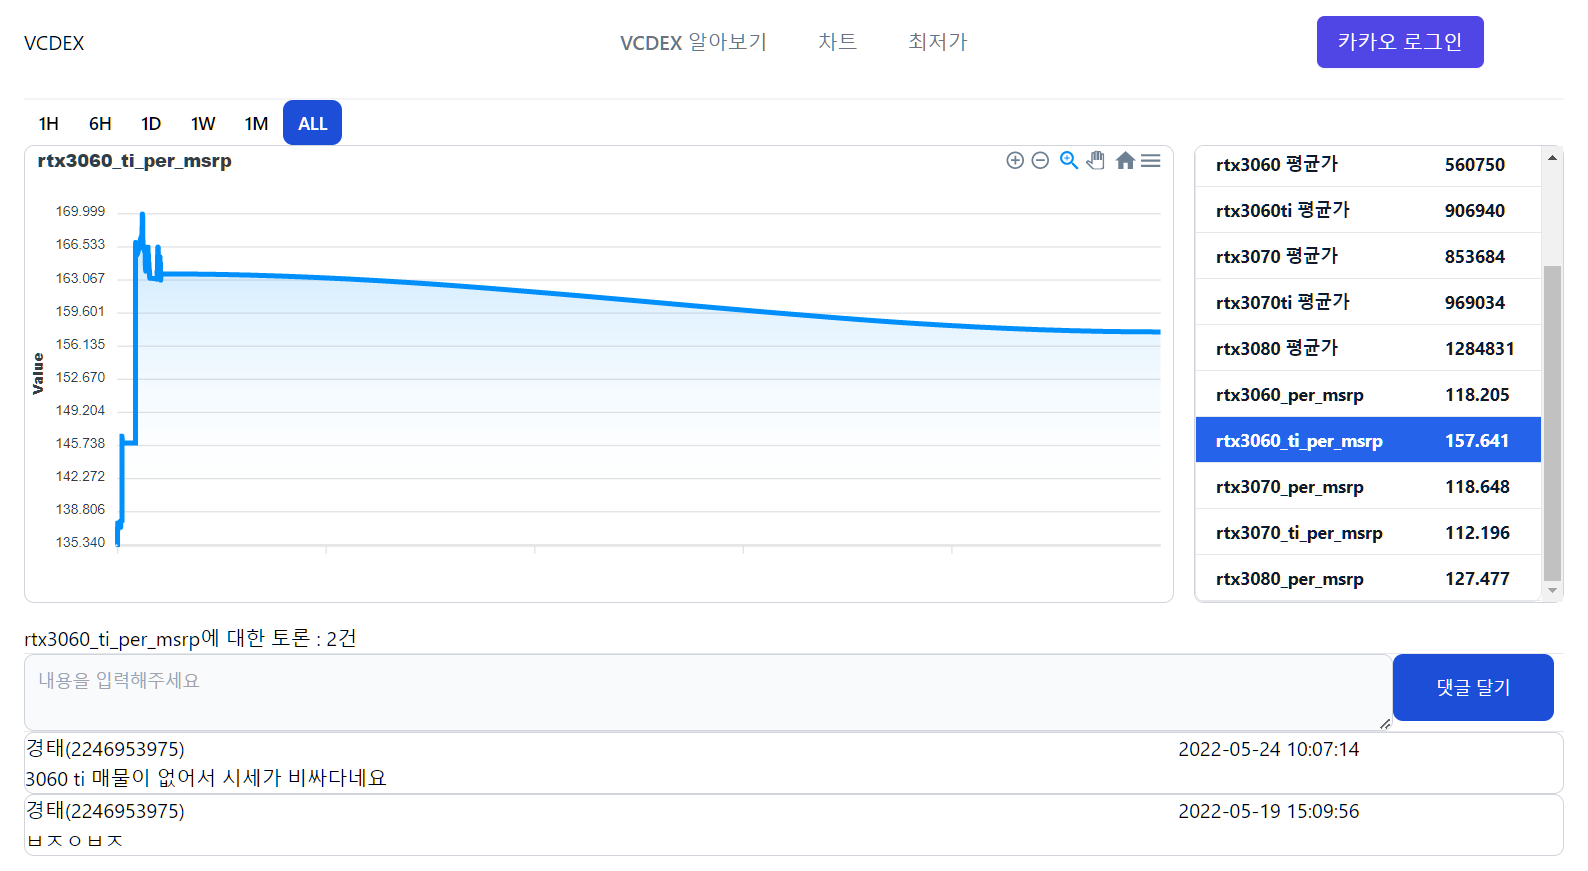 VCDEX
VCDEX 알아보기 차트 최저가
카카오 로그인
1H 6H 1D 1W 1M ALL
rtx3060_ti_per_msrp
Value
169.999
166.533
163.067
159.601
156.135
152.670
149.204
145.738
142.272
138.806
135.340
rtx3060 평균가 560750
rtx3060ti 평균가 906940
rtx3070 평균가 853684
rtx3070ti 평균가 969034
rtx3080 평균가 1284831
rtx3060_per_msrp 118.205
rtx3060_ti_per_msrp 157.641
rtx3070_per_msrp 118.648
rtx3070_ti_per_msrp 112.196
rtx3080_per_msrp 127.477
rtx3060_ti_per_msrp에 대한 토론 : 2건
내용을 입력해주세요
댓글 달기
경태(2246953975) 2022-05-24 10:07:14
3060 ti 매물이 없어서 시세가 비싸다네요
경태(2246953975) 2022-05-19 15:09:56
ㅂㅈㅇㅂㅈ